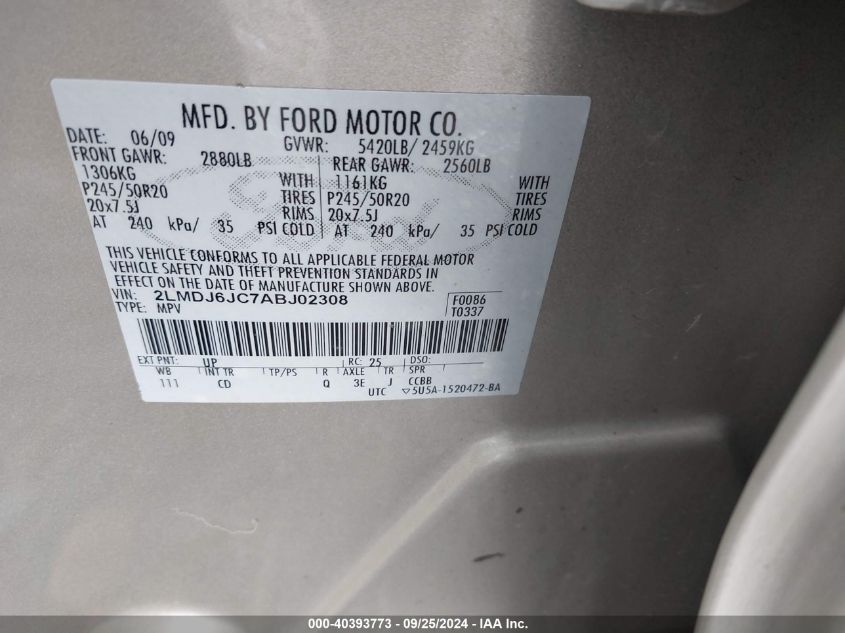 MFD. BY FORD MOTOR CO.
DATE: 06/09 GVWR: 5420LB/ 2459KG
FRONT GAWR: 2880LB REAR GAWR: 2560LB
1306KG WITH 1161KG WITH
P245/50R20 TIRES P245/50R20 TIRES
20x7.5J RIMS 20x7.5J RIMS
AT 240 kPa/ 35 PSI COLD AT 240 kPa/ 35 PSI COLD
Ford
THIS VEHICLE CONFORMS TO ALL APPLICABLE FEDERAL MOTOR
VEHICLE SAFETY AND THEFT PREVENTION STANDARDS IN
EFFECT ON THE DATE OF MANUFACTURE SHOWN ABOVE.
VIN: 2LMDJ6JC7ABJ02308 F0086
TYPE: MPV T0337
EXT PNT: UP RC: 25 DSO:
WB INT TR TP/PS R AXLE TR SPR
111 CD Q 3E J CCBB
UTC ▽5U5A-1520472-BA
000-40393773 - 09/25/2024 - IAA Inc.